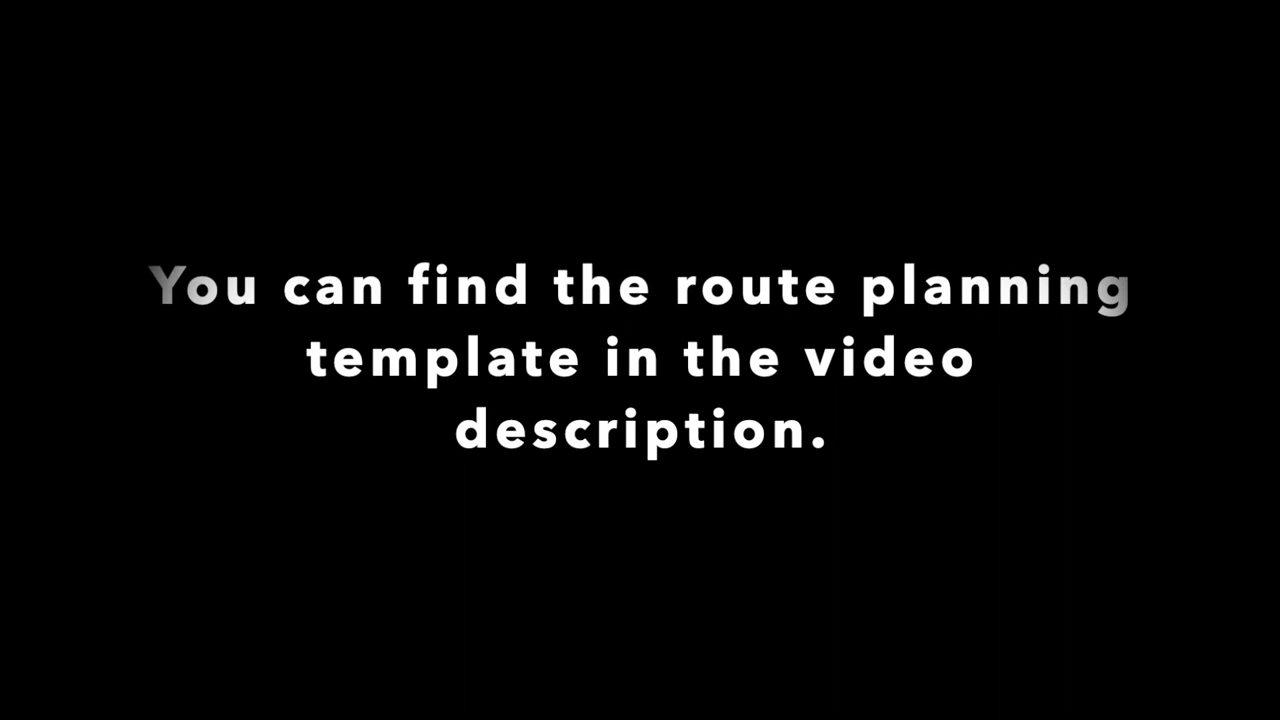 You can find the route planning
template in the video
description.